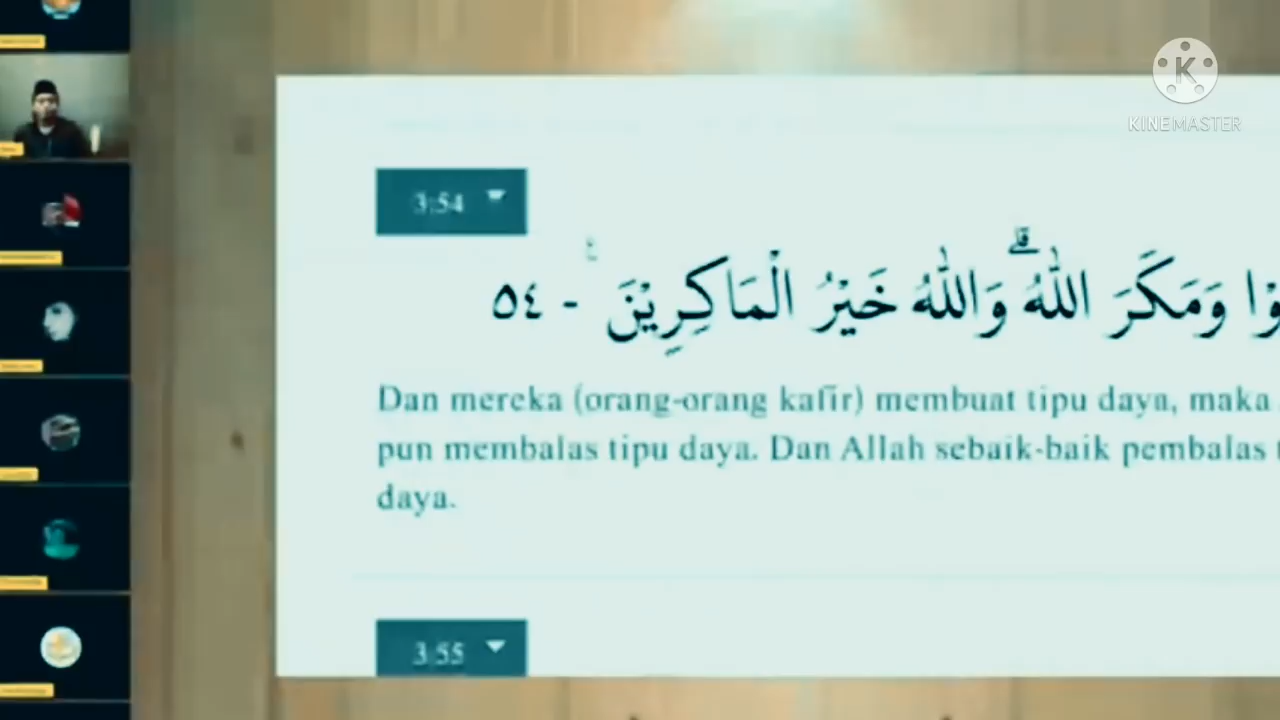 KINEMASTER
3:54
وَمَكَرَ اللّٰهُ ۗوَاللّٰهُ خَيْرُ الْمَاكِرِيْنَ ࣖ - ٥٤
Dan mereka (orang-orang kafir) membuat tipu daya, maka
pun membalas tipu daya. Dan Allah sebaik-baik pembalas
daya.
3:55